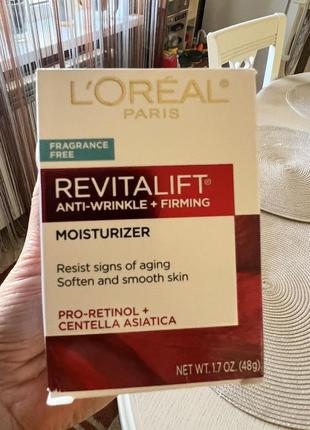 L'ORÉAL
PARIS
FRAGRANCE
FREE
REVITALIFT®
ANTI-WRINKLE + FIRMING
MOISTURIZER
Resist signs of aging
Soften and smooth skin
PRO-RETINOL +
CENTELLA ASIATICA
NET WT. 1.7 OZ. (48g)